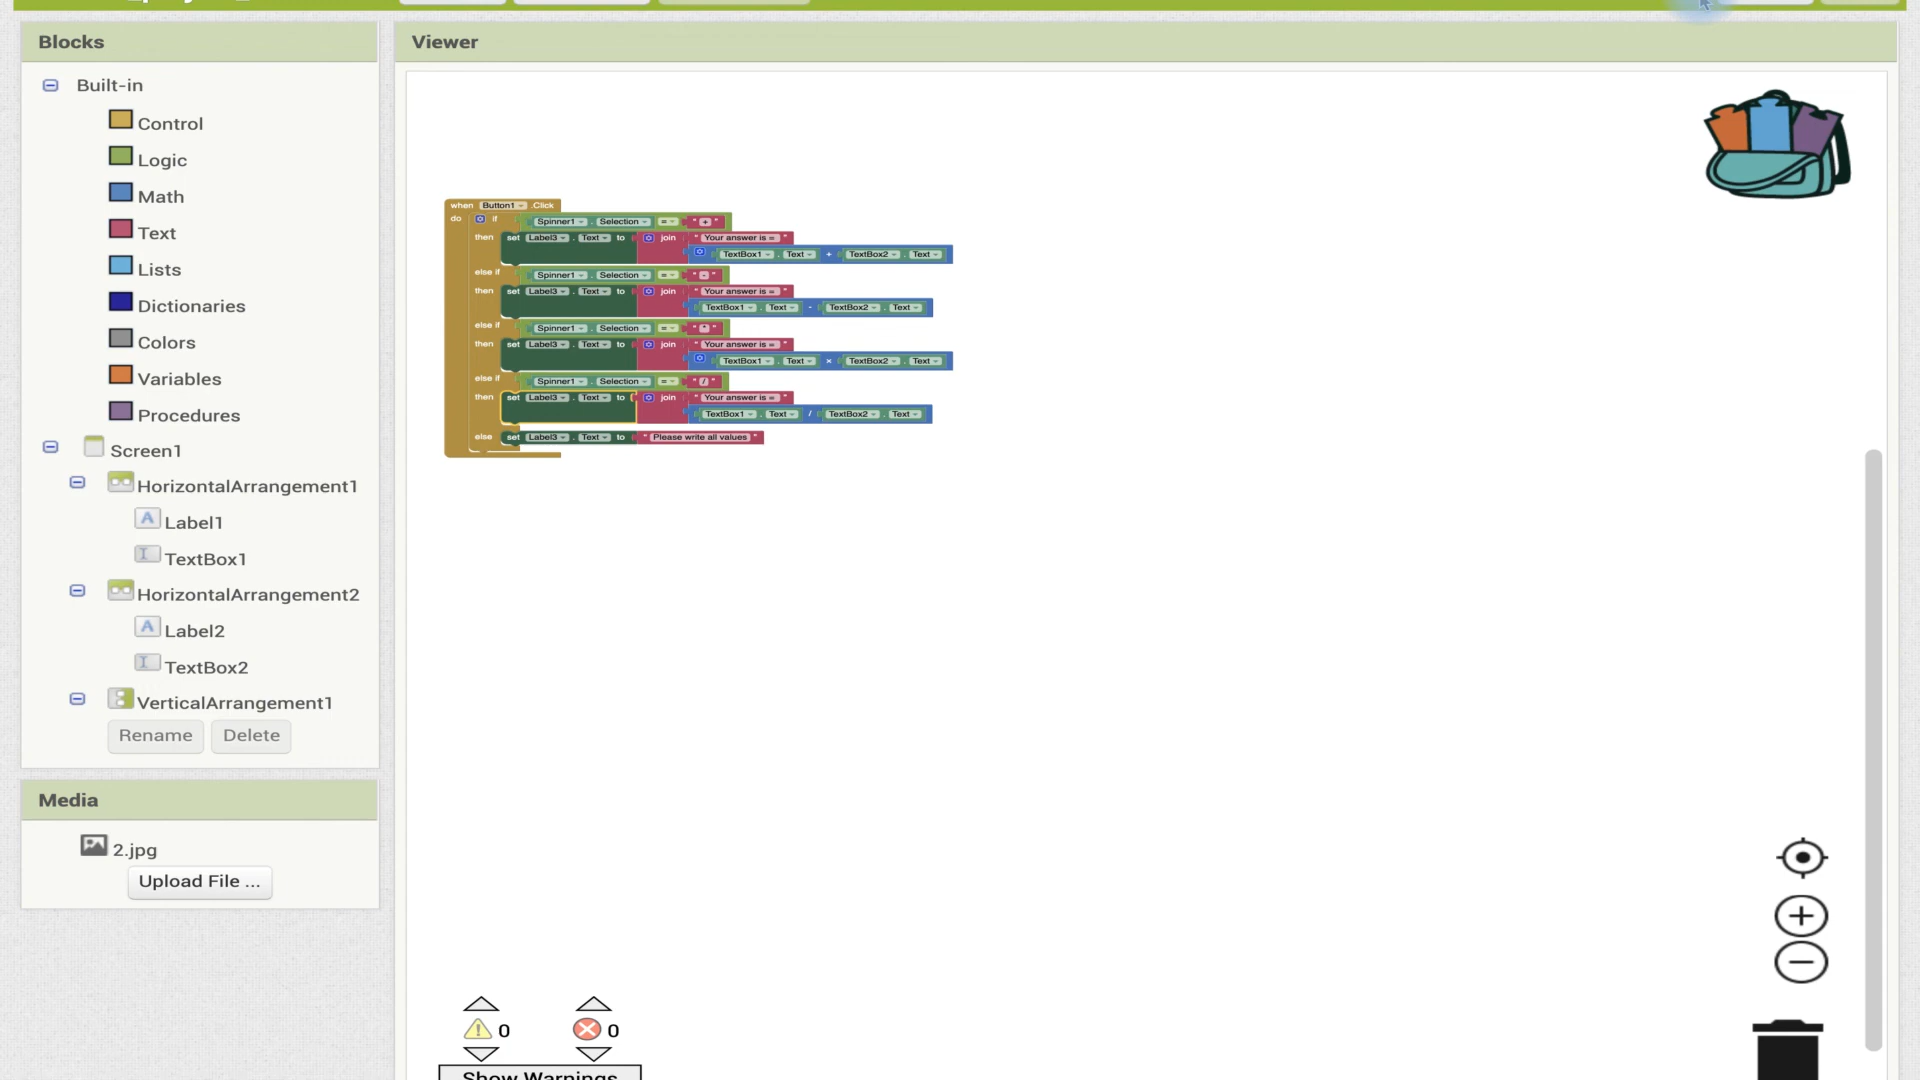 Blocks
Viewer
Built-in
Control
Logic
Math
Text
Lists
Dictionaries
Colors
Variables
Procedures
Screen1
HorizontalArrangement1
Label1
TextBox1
HorizontalArrangement2
Label2
TextBox2
VerticalArrangement1
Rename Delete
Media
2.jpg
Upload File ...
when Button1 .Click
do if Spinner1 . Selection = " + "
then set Label3 . Text to join " Your answer is = "
TextBox1 . Text + TextBox2 . Text
else if Spinner1 . Selection = " - "
then set Label3 . Text to join " Your answer is = "
TextBox1 . Text - TextBox2 . Text
else if Spinner1 . Selection = " * "
then set Label3 . Text to join " Your answer is = "
TextBox1 . Text × TextBox2 . Text
else if Spinner1 . Selection = " / "
then set Label3 . Text to join " Your answer is = "
TextBox1 . Text / TextBox2 . Text
else set Label3 . Text to " Please write all values "
0 0
Show Warnings